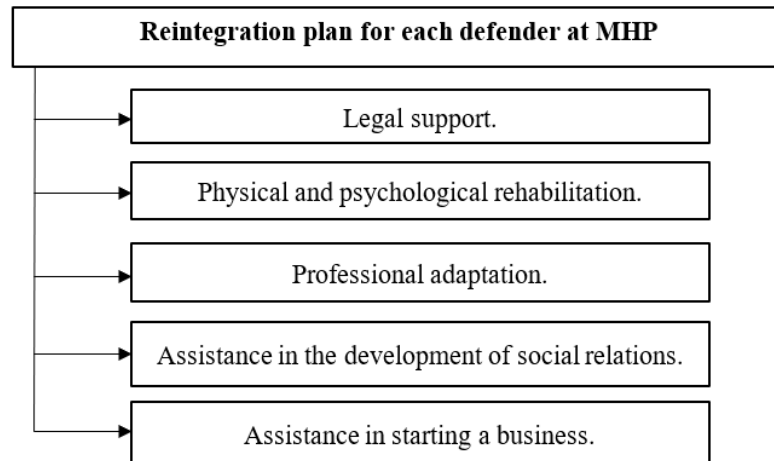 Reintegration plan for each defender at MHP
Legal support.
Physical and psychological rehabilitation.
Professional adaptation.
Assistance in the development of social relations.
Assistance in starting a business.